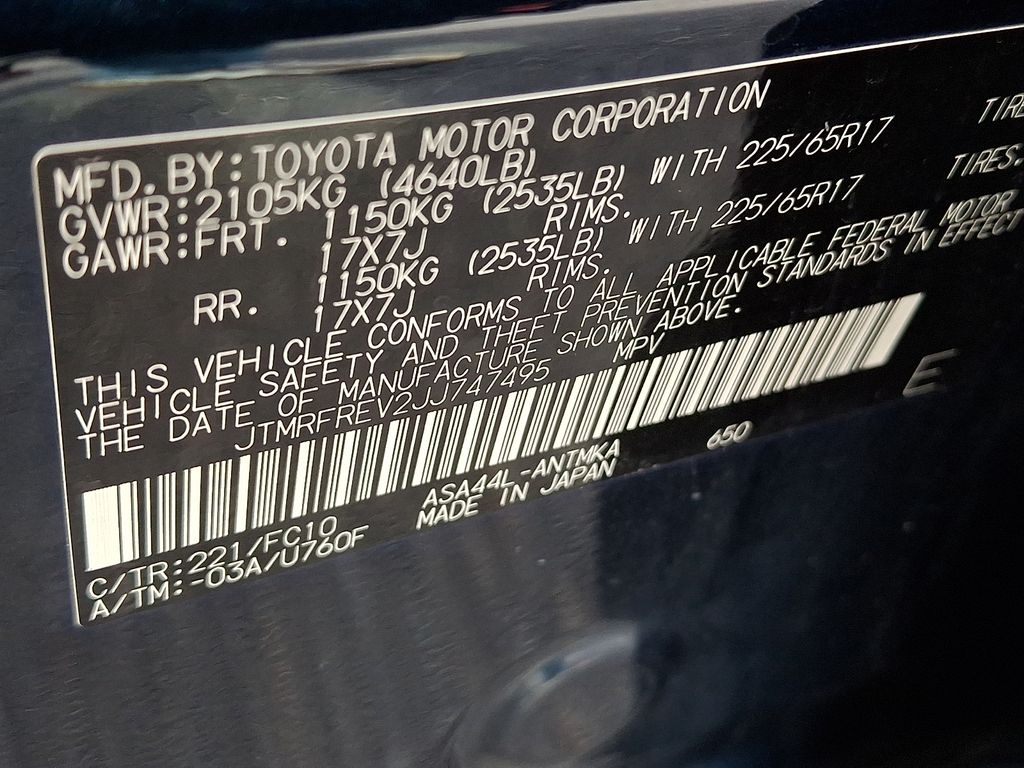 MFD. BY: TOYOTA MOTOR CORPORATION
GVWR: 2105KG (4640LB)
GAWR: FRT. 1150KG (2535LB) WITH 225/65R17
17X7J RIMS.
RR. 1150KG (2535LB) WITH 225/65R17 TIRES,
17X7J RIMS.
THIS VEHICLE CONFORMS TO ALL APPLICABLE FEDERAL MOTOR
VEHICLE SAFETY AND THEFT PREVENTION STANDARDS IN EFFECT
THE DATE OF MANUFACTURE SHOWN ABOVE.
JTMRFREV2JJ747495 MPV
E
C/TR: 221/FC10 ASA44L-ANTMKA 650
A/TM: -03A/U760F MADE IN JAPAN